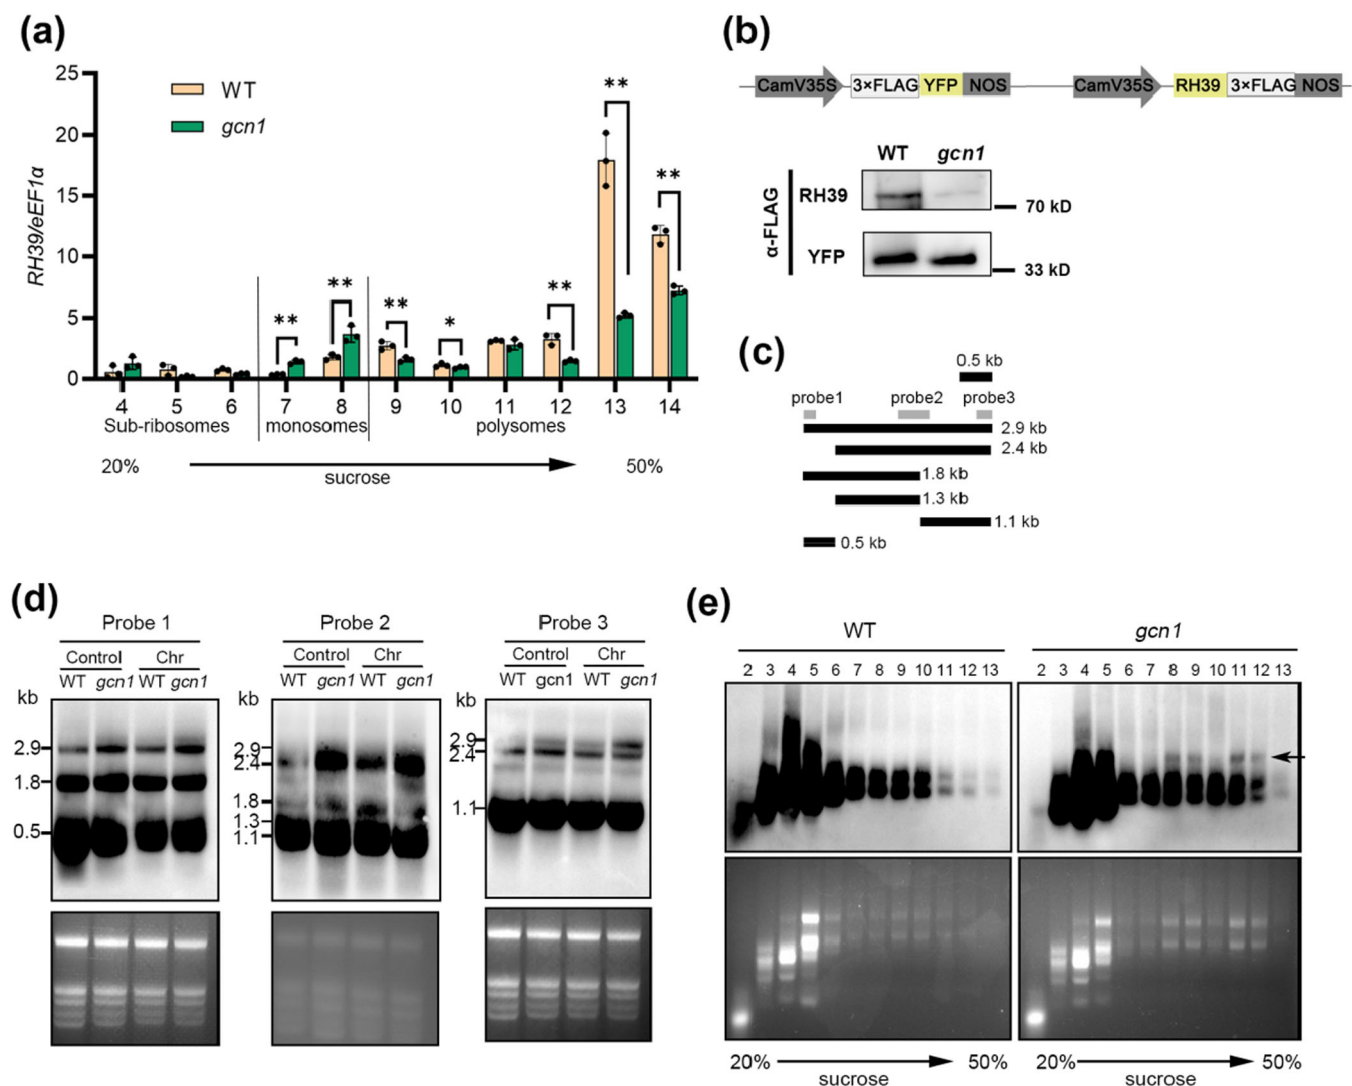 (a)
25
20
15
10
5
0
RH39/eEF1α
WT
gcn1
** ** ** * ** ** **
4 5 6 7 8 9 10 11 12 13 14
Sub-ribosomes monosomes polysomes
20% sucrose 50%
(b)
CamV35S 3×FLAG YFP NOS CamV35S RH39 3×FLAG NOS
WT gcn1
α-FLAG
RH39 70 kD
YFP 33 kD
(c)
0.5 kb
probe1 probe2 probe3
2.9 kb
2.4 kb
1.8 kb
1.3 kb
1.1 kb
0.5 kb
(d)
Probe 1
Control Chr
WT gcn1 WT gcn1
kb
2.9
1.8
0.5
Probe 2
Control Chr
WT gcn1 WT gcn1
kb
2.9
2.4
1.8
1.3
1.1
Probe 3
Control Chr
WT gcn1 WT gcn1
kb
2.9
2.4
1.1
(e)
WT gcn1
2 3 4 5 6 7 8 9 10 11 12 13 2 3 4 5 6 7 8 9 10 11 12 13
20% 50% 20% 50%
sucrose sucrose